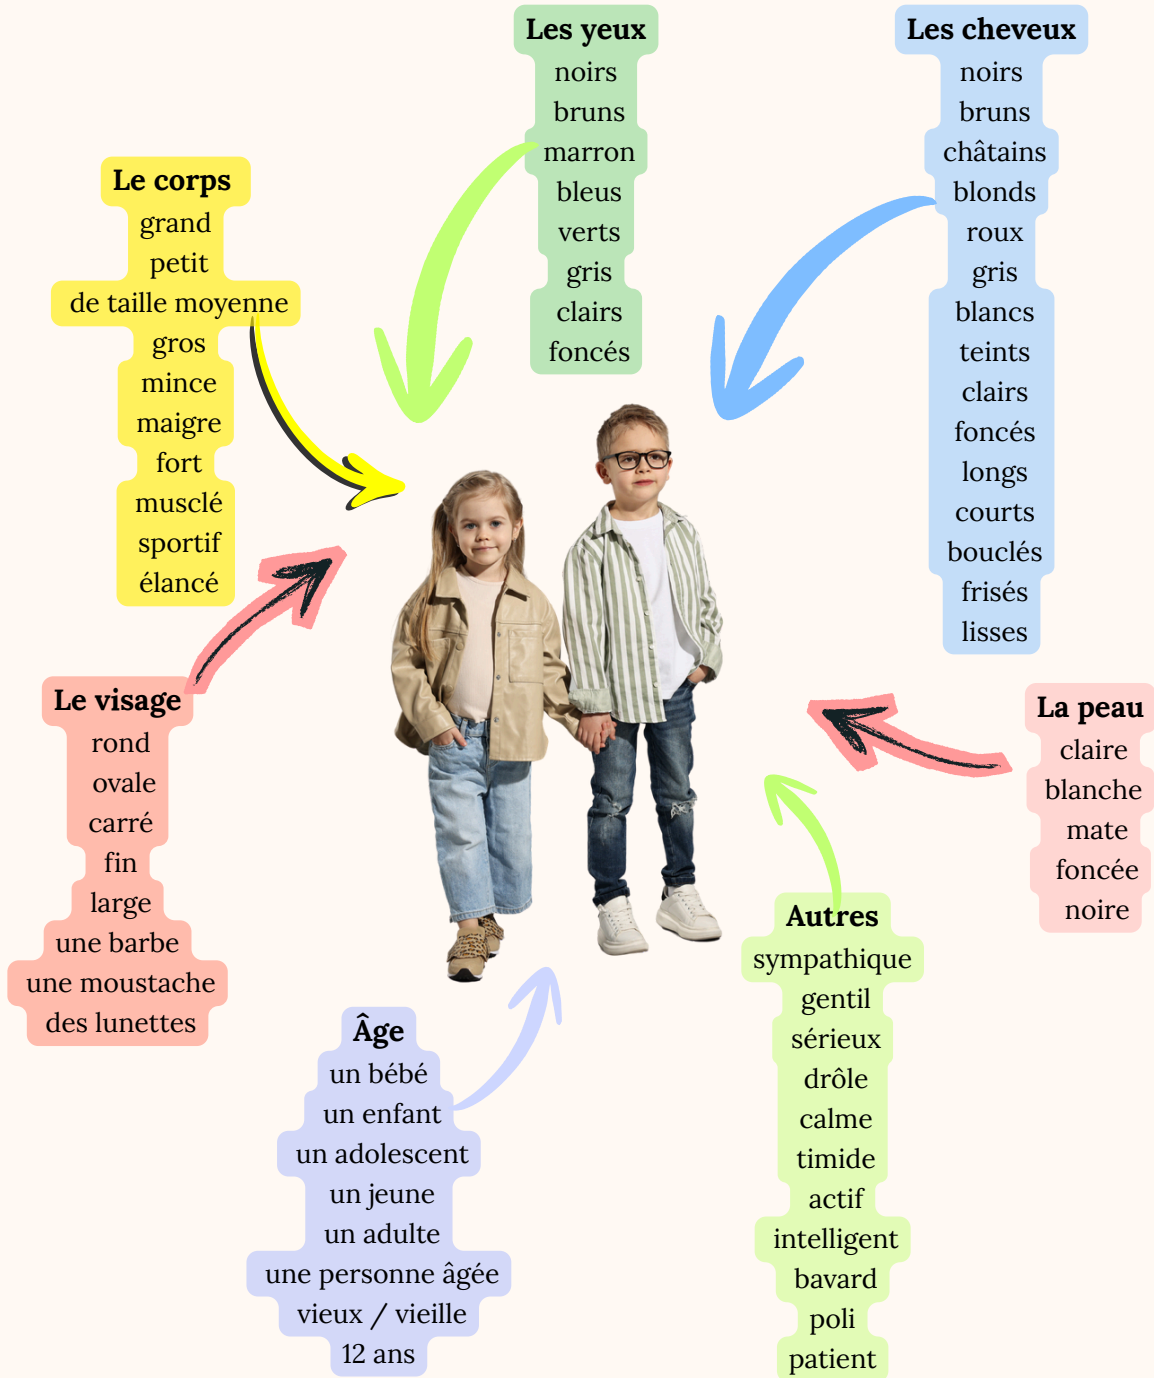 Les yeux
noirs
bruns
marron
bleus
verts
gris
clairs
foncés
Les cheveux
noirs
bruns
châtains
blonds
roux
gris
blancs
teints
clairs
foncés
longs
courts
bouclés
frisés
lisses
Le corps
grand
petit
de taille moyenne
gros
mince
maigre
fort
musclé
sportif
élancé
Le visage
rond
ovale
carré
fin
large
une barbe
une moustache
des lunettes
La peau
claire
blanche
mate
foncée
noire
Autres
sympathique
gentil
sérieux
drôle
calme
timide
actif
intelligent
bavard
poli
patient
Âge
un bébé
un enfant
un adolescent
un jeune
un adulte
une personne âgée
vieux / vieille
12 ans